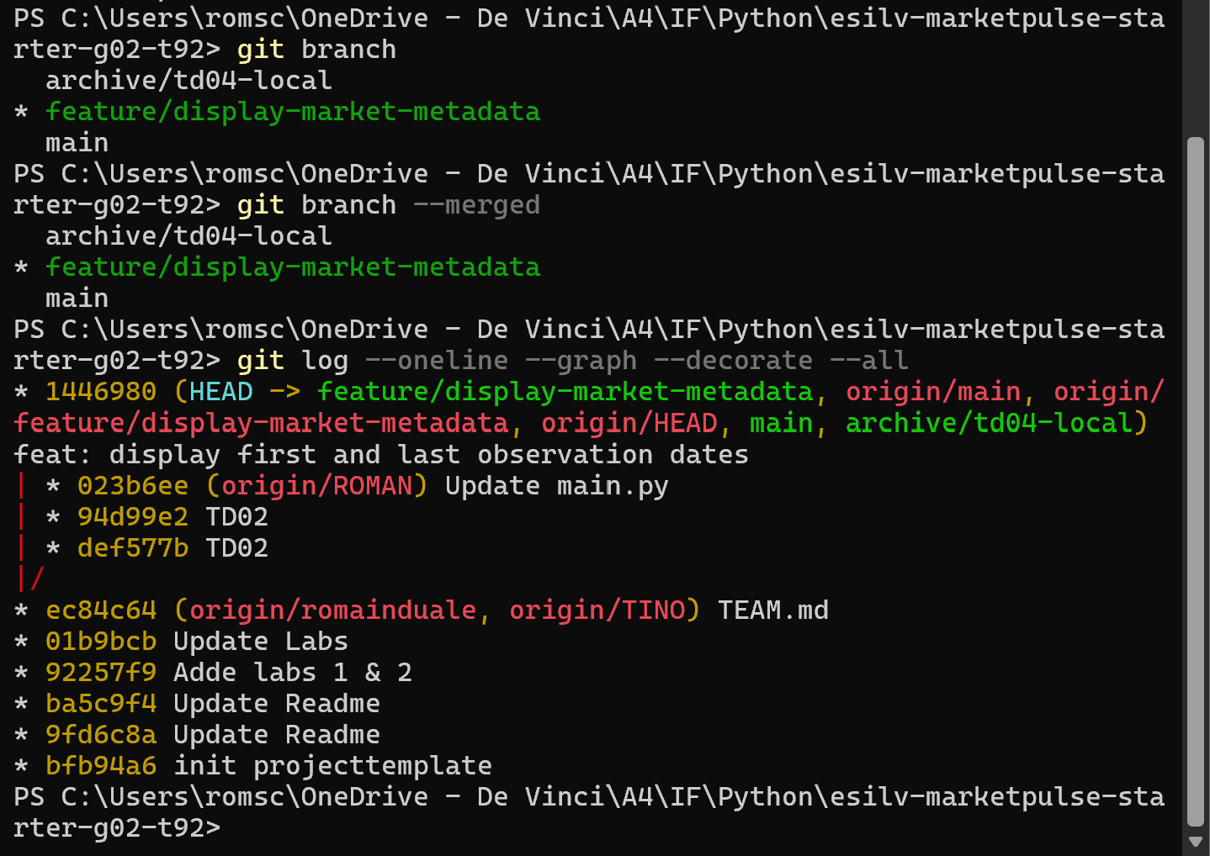 PS C:\Users\romsc\OneDrive - De Vinci\A4\IF\Python\esilv-marketpulse-sta
rter-g02-t92> git branch
  archive/td04-local
* feature/display-market-metadata
  main
PS C:\Users\romsc\OneDrive - De Vinci\A4\IF\Python\esilv-marketpulse-sta
rter-g02-t92> git branch --merged
  archive/td04-local
* feature/display-market-metadata
  main
PS C:\Users\romsc\OneDrive - De Vinci\A4\IF\Python\esilv-marketpulse-sta
rter-g02-t92> git log --oneline --graph --decorate --all
* 1446980 (HEAD -> feature/display-market-metadata, origin/main, origin/
feature/display-market-metadata, origin/HEAD, main, archive/td04-local)
feat: display first and last observation dates
| * 023b6ee (origin/ROMAN) Update main.py
| * 94d99e2 TD02
| * def577b TD02
|/
* ec84c64 (origin/romainduale, origin/TINO) TEAM.md
* 01b9bcb Update Labs
* 92257f9 Adde labs 1 & 2
* ba5c9f4 Update Readme
* 9fd6c8a Update Readme
* bfb94a6 init projecttemplate
PS C:\Users\romsc\OneDrive - De Vinci\A4\IF\Python\esilv-marketpulse-sta
rter-g02-t92>